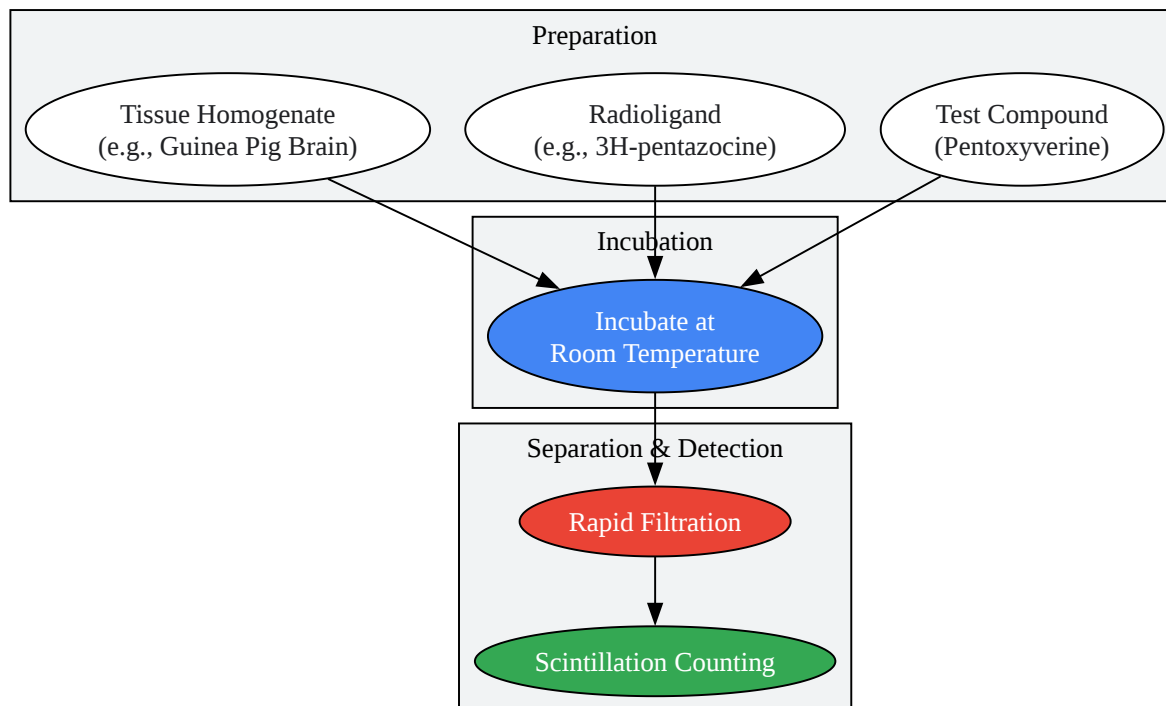 Preparation
Tissue Homogenate
(e.g., Guinea Pig Brain)
Radioligand
(e.g., 3H-pentazocine)
Test Compound
(Pentoxyverine)
Incubation
Incubate at
Room Temperature
Separation & Detection
Rapid Filtration
Scintillation Counting